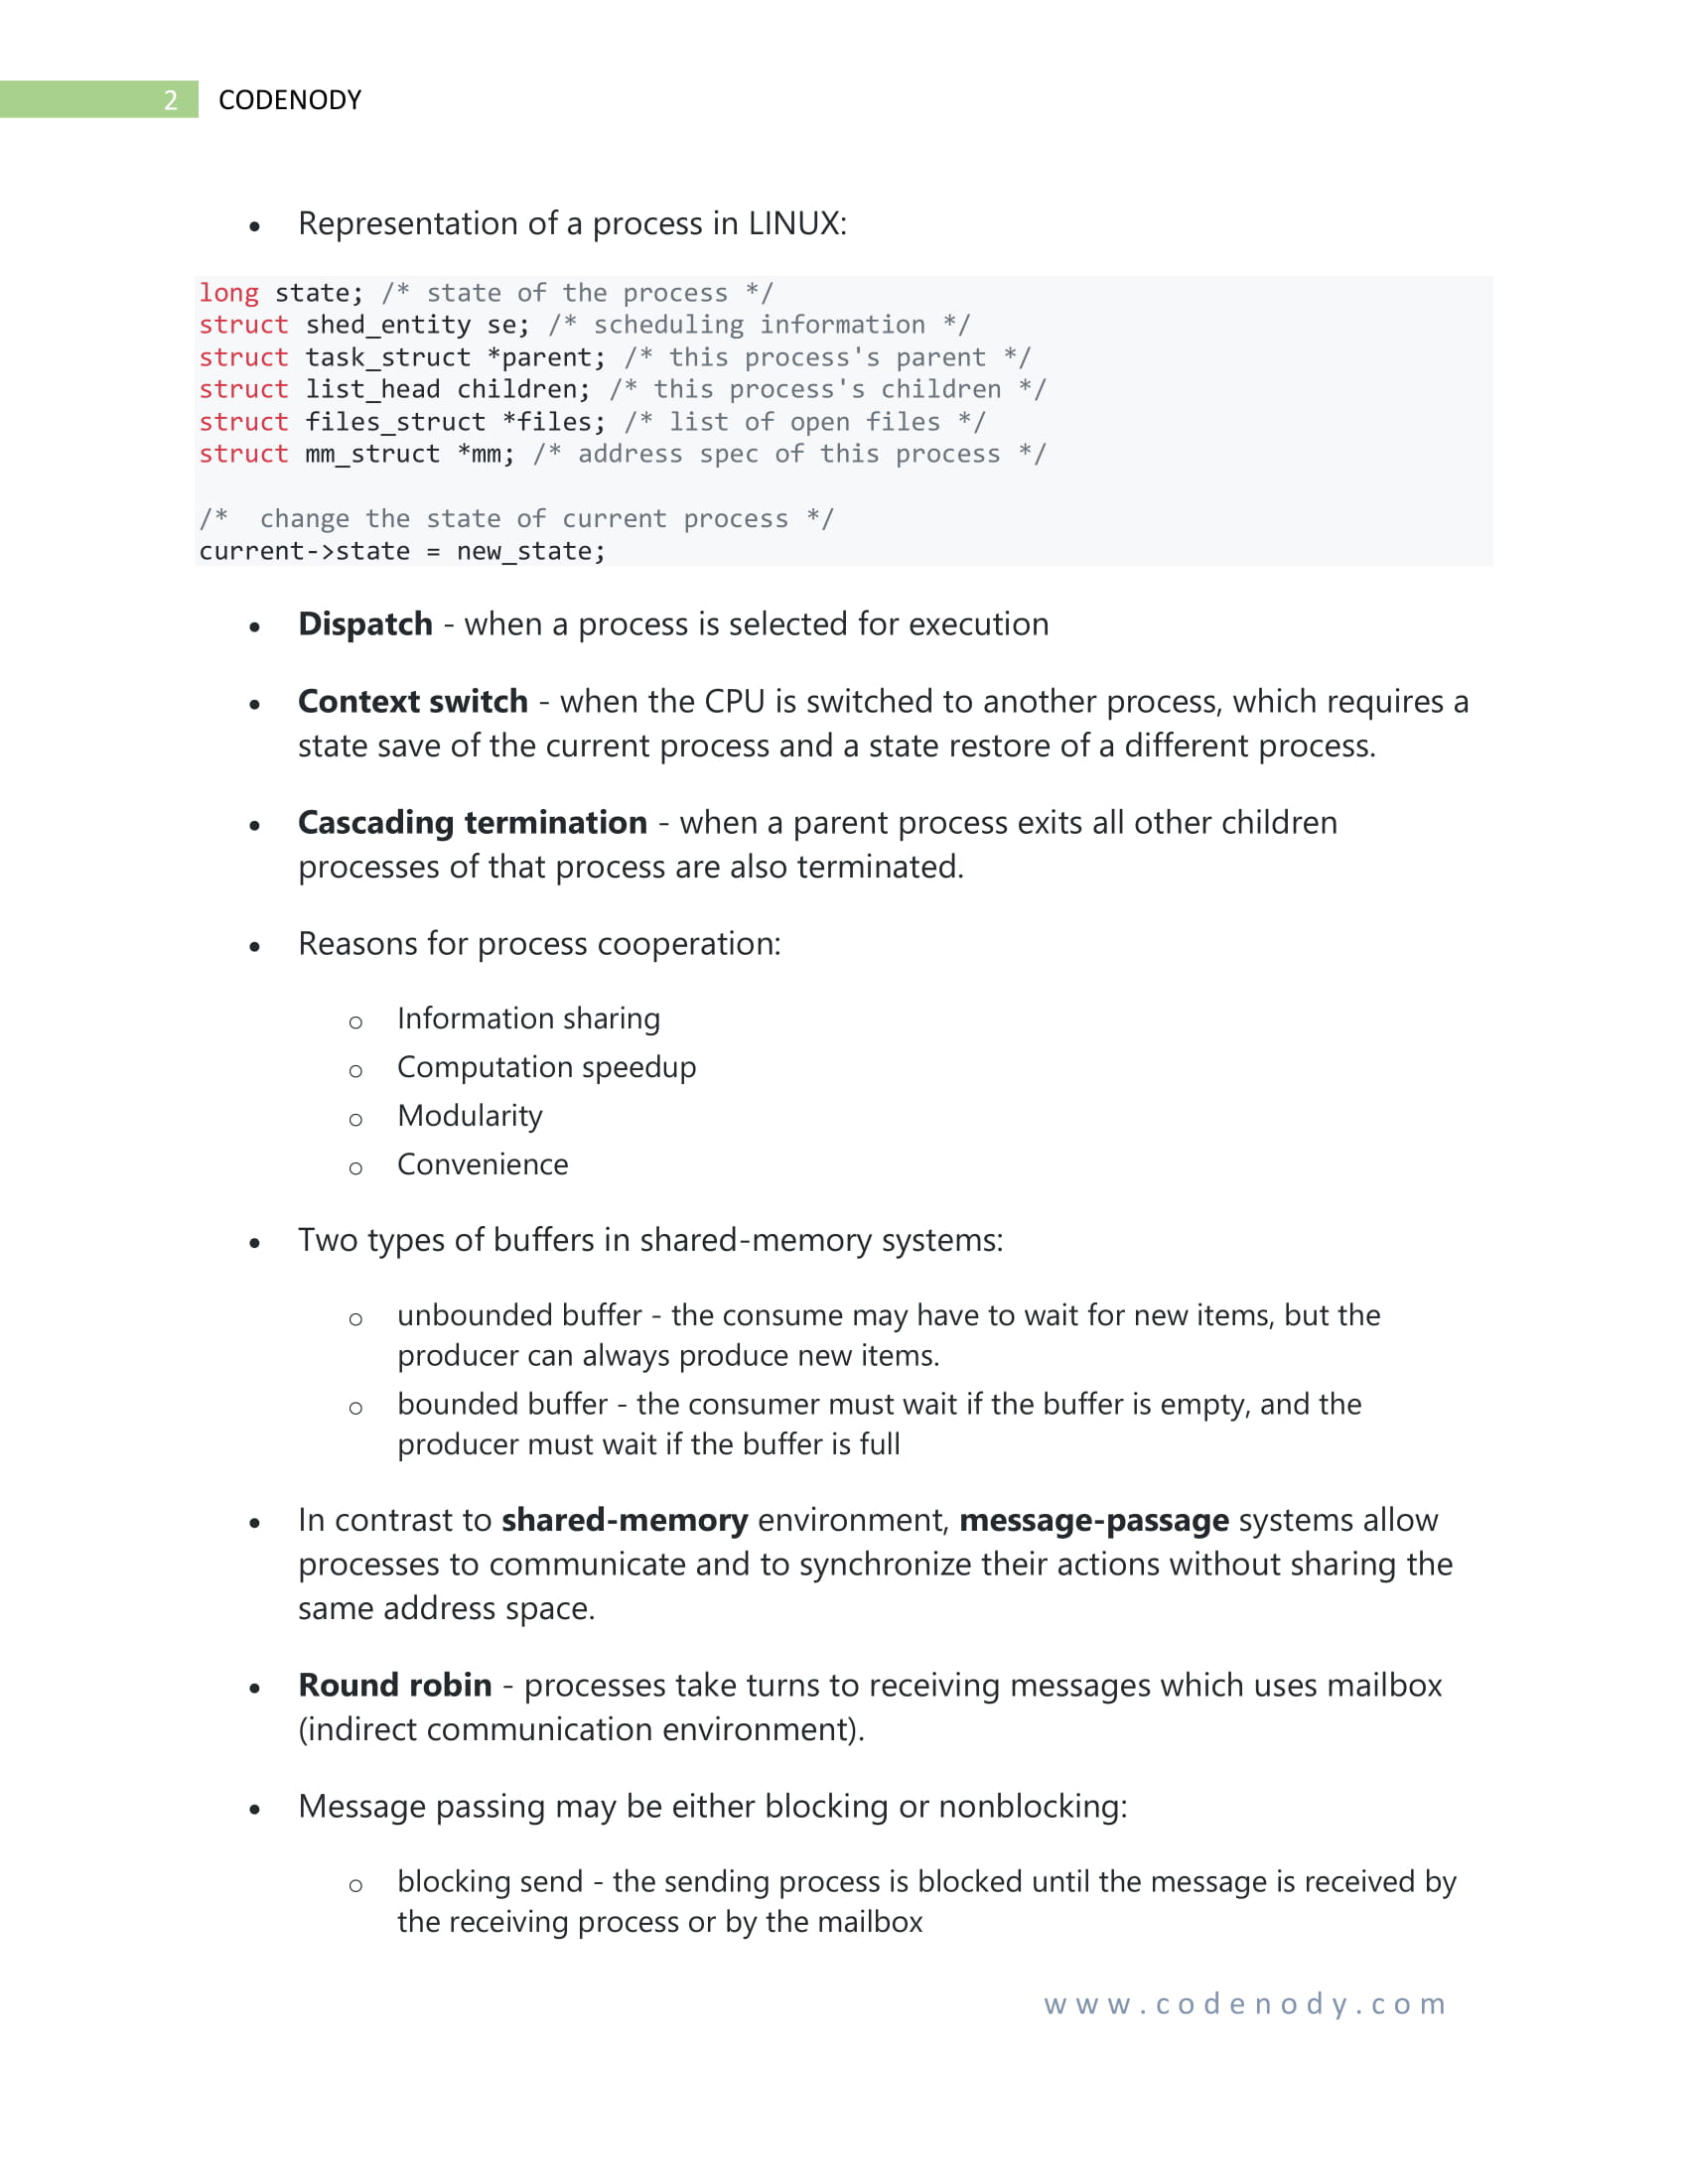 2 CODENODY
• Representation of a process in LINUX:
long state; /* state of the process */
struct shed_entity se; /* scheduling information */
struct task_struct *parent; /* this process's parent */
struct list_head children; /* this process's children */
struct files_struct *files; /* list of open files */
struct mm_struct *mm; /* address spec of this process */
/*  change the state of current process */
current->state = new_state;
• Dispatch - when a process is selected for execution
• Context switch - when the CPU is switched to another process, which requires a
state save of the current process and a state restore of a different process.
• Cascading termination - when a parent process exits all other children
processes of that process are also terminated.
• Reasons for process cooperation:
o Information sharing
o Computation speedup
o Modularity
o Convenience
• Two types of buffers in shared-memory systems:
o unbounded buffer - the consume may have to wait for new items, but the
producer can always produce new items.
o bounded buffer - the consumer must wait if the buffer is empty, and the
producer must wait if the buffer is full
• In contrast to shared-memory environment, message-passage systems allow
processes to communicate and to synchronize their actions without sharing the
same address space.
• Round robin - processes take turns to receiving messages which uses mailbox
(indirect communication environment).
• Message passing may be either blocking or nonblocking:
o blocking send - the sending process is blocked until the message is received by
the receiving process or by the mailbox
www.codenody.com